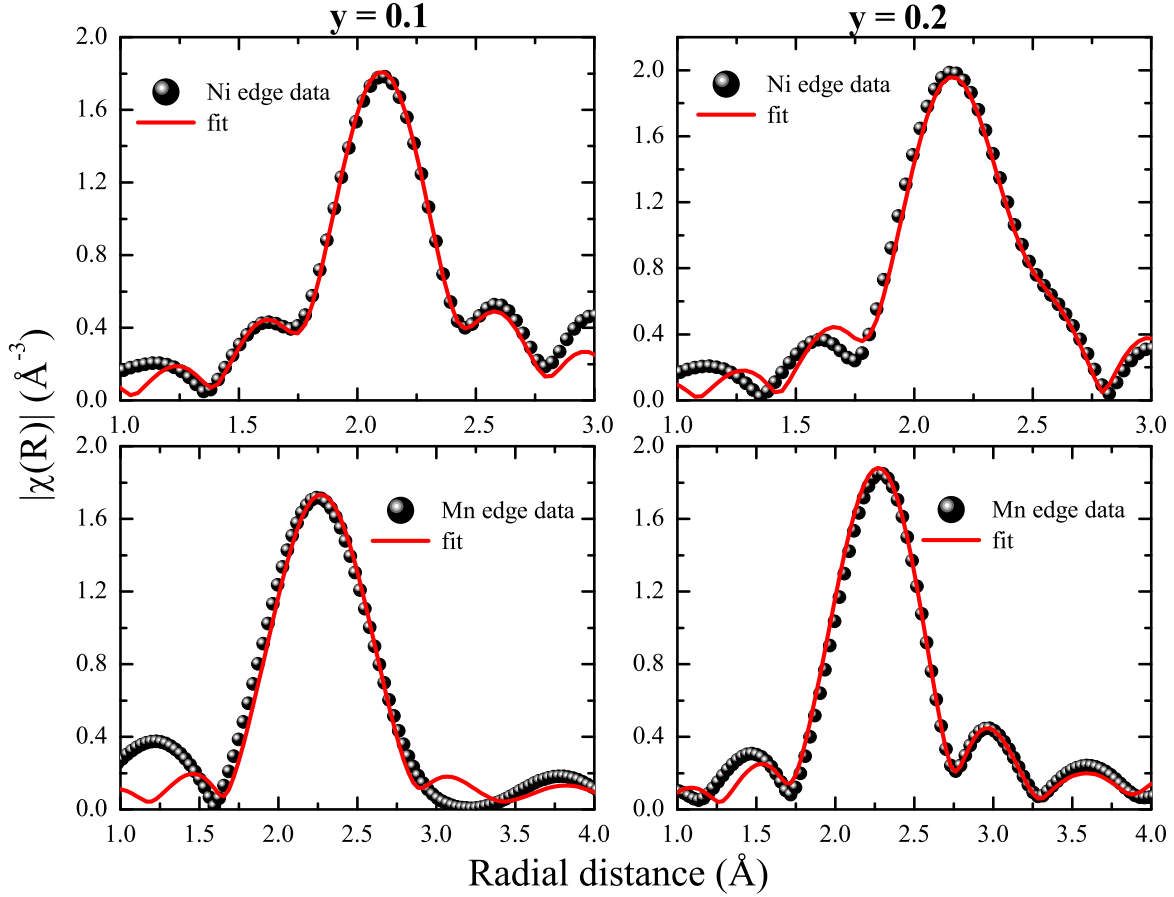 y = 0.1
y = 0.2
2.0
1.6
1.2
0.8
0.4
0.0
Ni edge data
fit
1.0 1.5 2.0 2.5 3.0
2.0
1.6
1.2
0.8
0.4
0.0
Ni edge data
fit
1.0 1.5 2.0 2.5 3.0
|χ(R)| (Å⁻³)
2.0
1.6
1.2
0.8
0.4
0.0
Mn edge data
fit
1.0 1.5 2.0 2.5 3.0 3.5 4.0
2.0
1.6
1.2
0.8
0.4
0.0
Mn edge data
fit
1.0 1.5 2.0 2.5 3.0 3.5 4.0
Radial distance (Å)